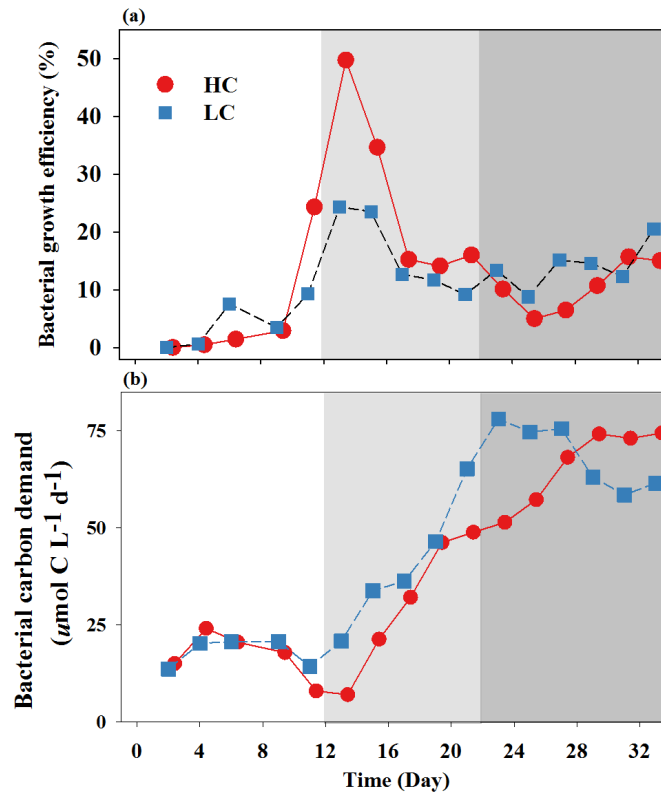 (a)
Bacterial growth efficiency (%)
50
40
30
20
10
0
HC
LC
(b)
Bacterial carbon demand
(umol C L-1 d-1)
75
50
25
0
0 4 8 12 16 20 24 28 32
Time (Day)